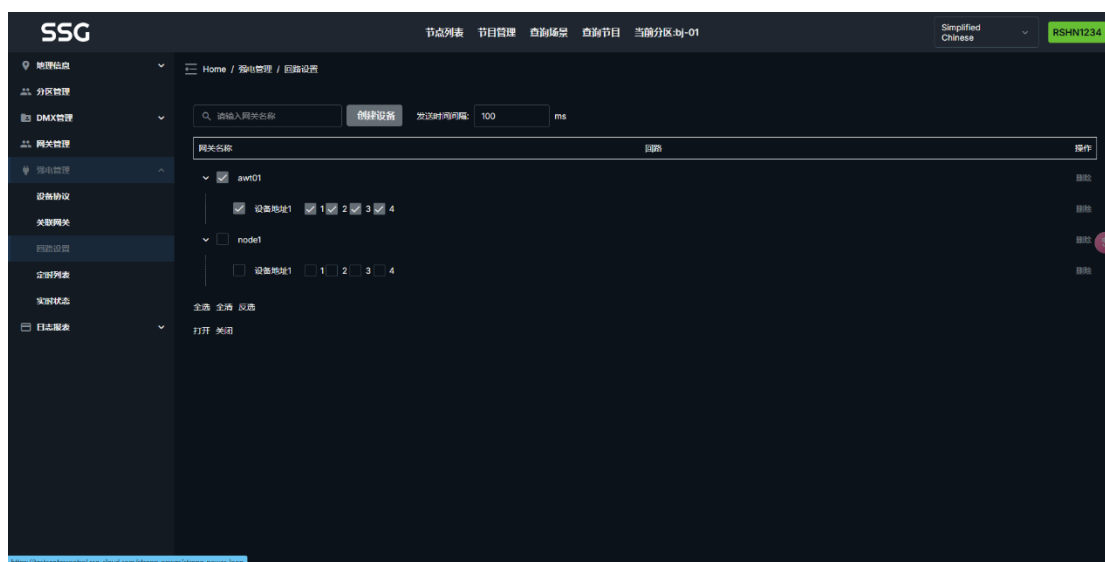 SSG
节点列表 节目管理 查询场景 查询节目 当前分区:bj-01
Simplified
Chinese
RSHN1234
地理信息
分区管理
DMX管理
网关管理
强电管理
设备协议
关联网关
回路设置
定时列表
实时状态
日志报表
Home / 强电管理 / 回路设置
请输入网关名称 创建设备 发送时间间隔: 100 ms
网关名称 回路 操作
awt01 删除
设备地址1 1 2 3 4 删除
node1 删除
设备地址1 1 2 3 4 删除
全选 全清 反选
打开 关闭